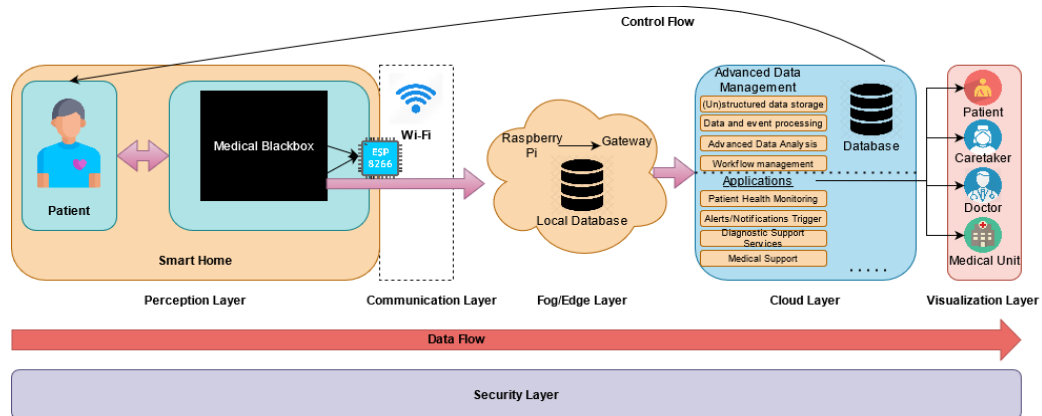 Control Flow
Patient
Medical Blackbox
ESP
8266
Smart Home
Wi-Fi
Raspberry
Pi
Gateway
Local Database
Advanced Data
Management
(Un)structured data storage
Data and event processing
Advanced Data Analysis
Workflow management
Database
Applications
Patient Health Monitoring
Alerts/Notifications Trigger
Diagnostic Support
Services
Medical Support
. . . . .
Patient
Caretaker
Doctor
Medical Unit
Perception Layer
Communication Layer
Fog/Edge Layer
Cloud Layer
Visualization Layer
Data Flow
Security Layer